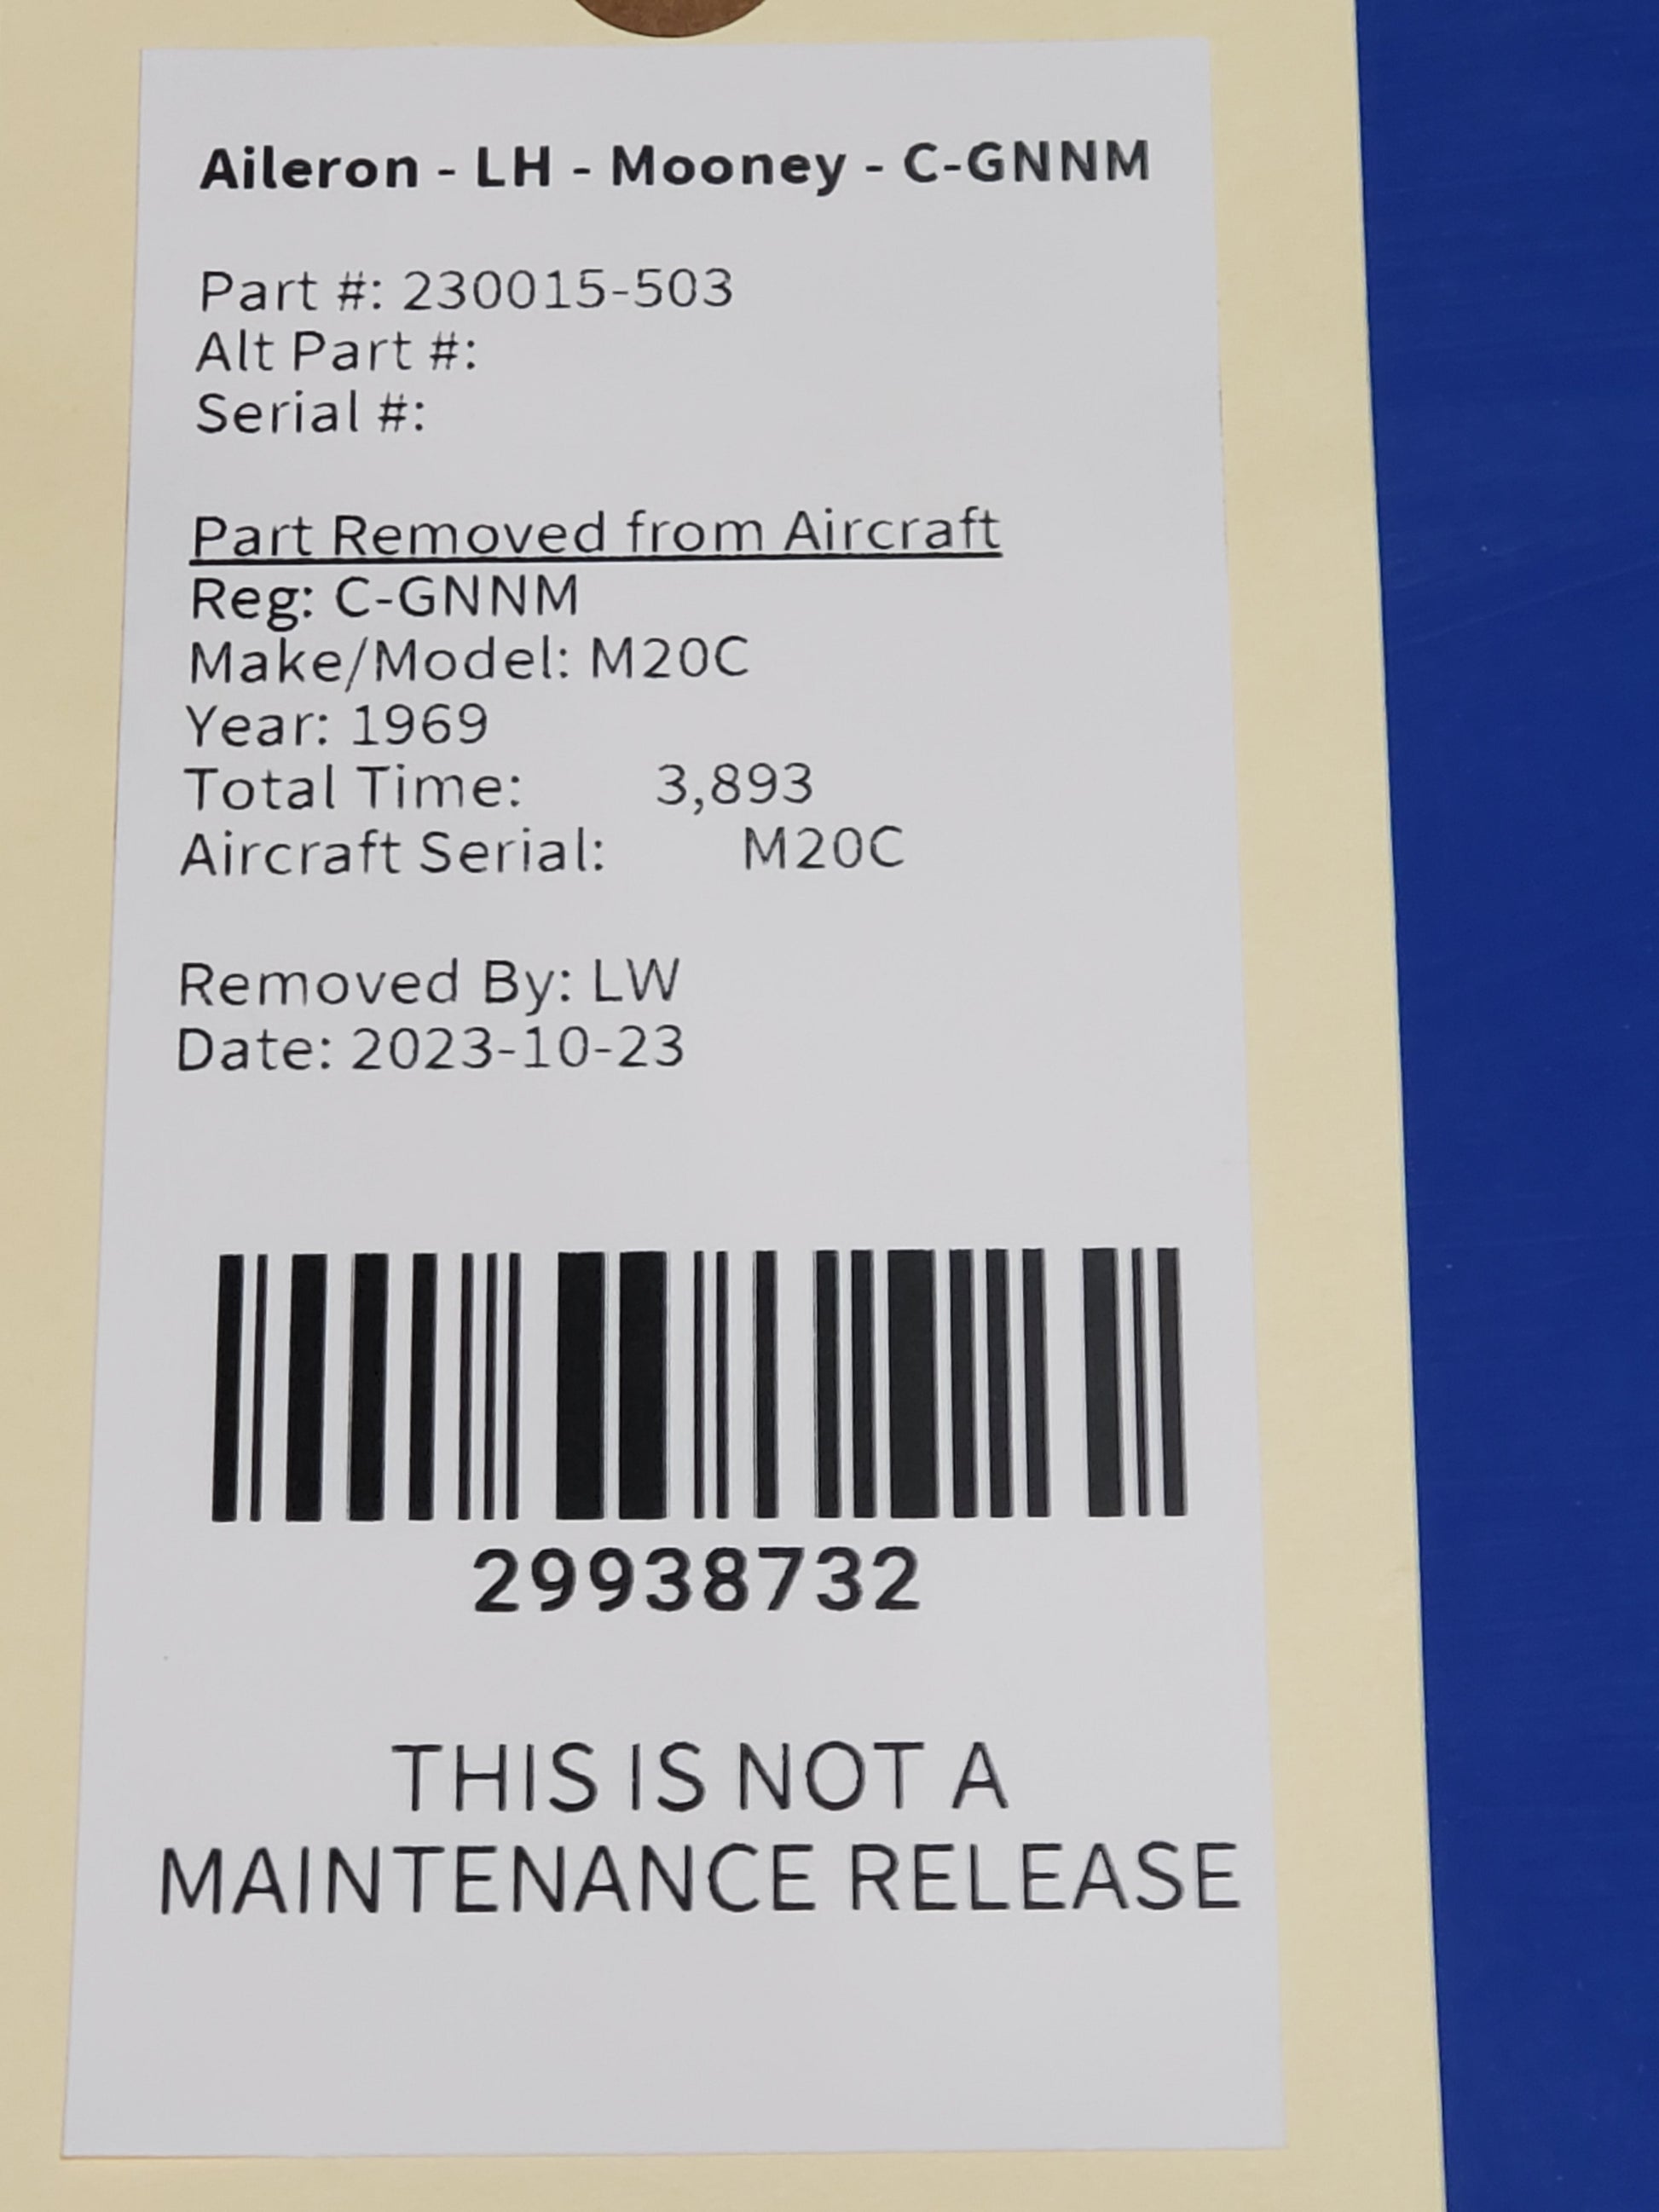 Aileron - LH - Mooney - C-GNNM
Part #: 230015-503
Alt Part #:
Serial #:
Part Removed from Aircraft
Reg: C-GNNM
Make/Model: M20C
Year: 1969
Total Time: 3,893
Aircraft Serial: M20C
Removed By: LW
Date: 2023-10-23
29938732
THIS IS NOT A
MAINTENANCE RELEASE